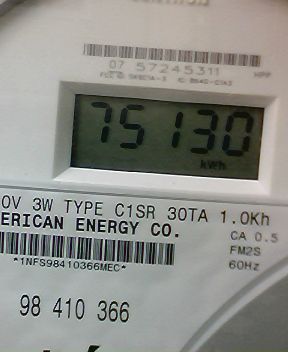 07 57245311
HPP
75130
kWh
0V 3W TYPE C1SR 30TA 1.0Kh
ERICAN ENERGY CO.
CA 0.5
FM2S
60Hz
*1NFS98410366MEC*
98 410 366